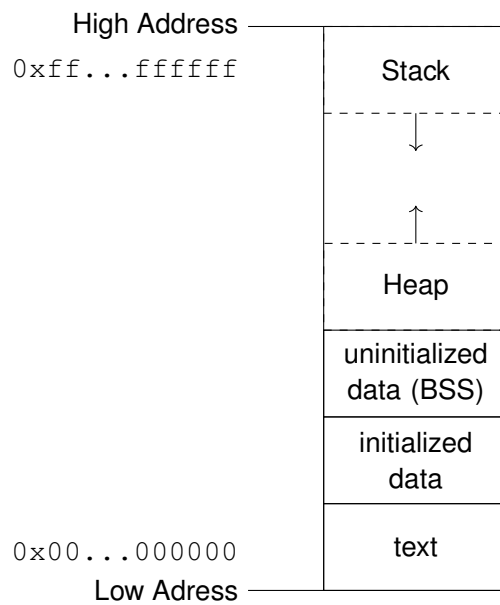 High Address
0xff...ffffff
Stack
Heap
uninitialized
data (BSS)
initialized
data
text
0x00...000000
Low Adress